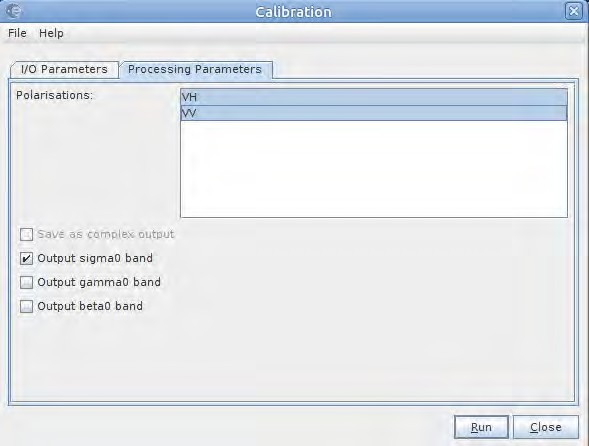 Calibration
File Help
I/O Parameters Processing Parameters
Polarisations:
VH
VV
Save as complex output
Output sigma0 band
Output gamma0 band
Output beta0 band
Run Close